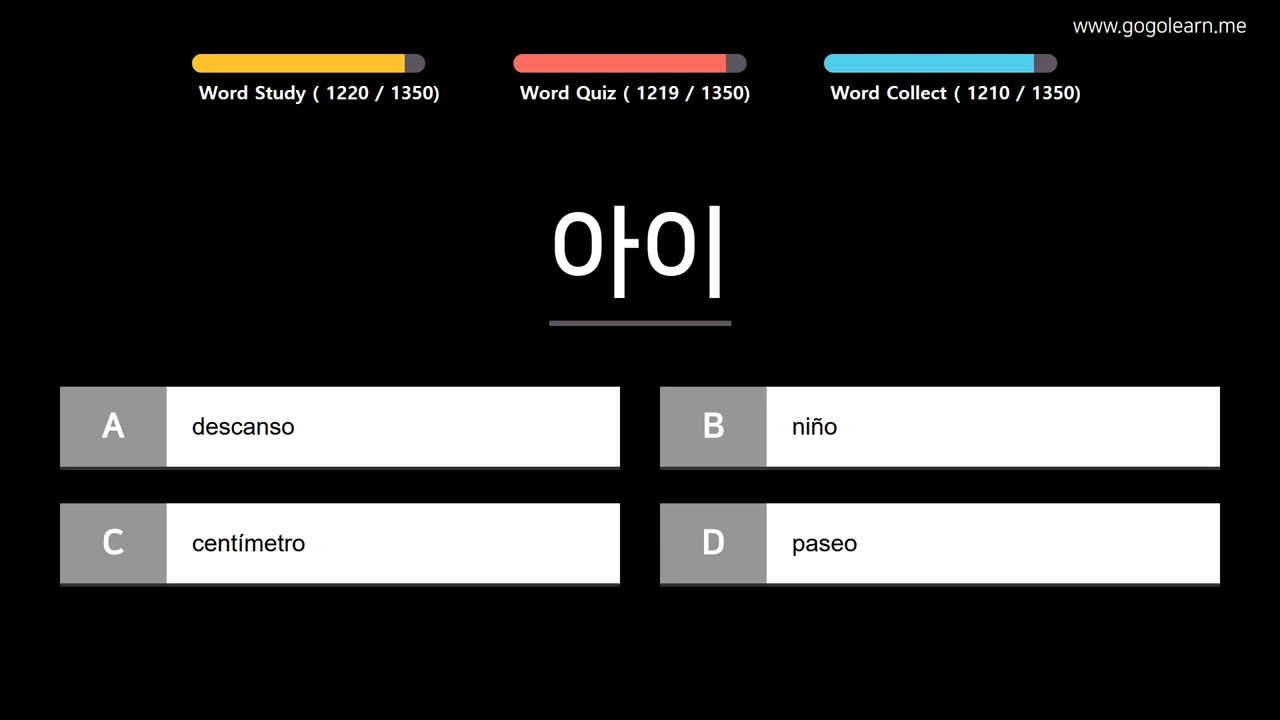 www.gogolearn.me
Word Study ( 1220 / 1350)
Word Quiz ( 1219 / 1350)
Word Collect ( 1210 / 1350)
아이
A descanso
B niño
C centímetro
D paseo